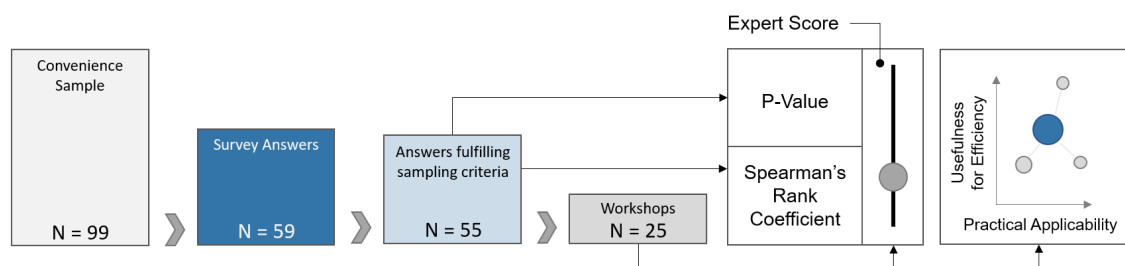 Convenience
Sample
N = 99
Survey Answers
N = 59
Answers fulfilling
sampling criteria
N = 55
Workshops
N = 25
Expert Score
P-Value
Spearman's
Rank
Coefficient
Usefulness
for Efficiency
Practical Applicability